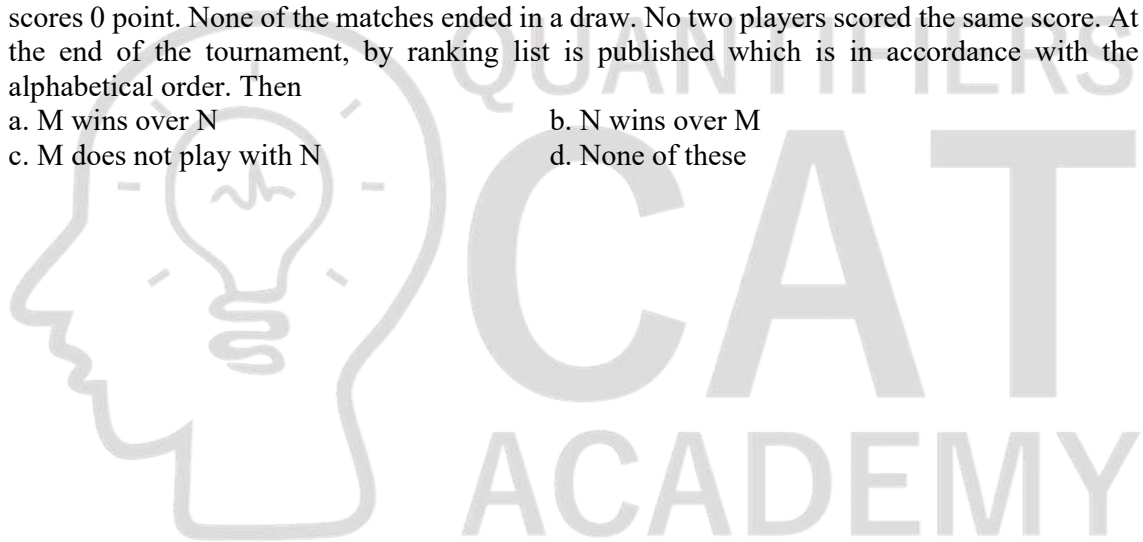 scores 0 point. None of the matches ended in a draw. No two players scored the same score. At
the end of the tournament, by ranking list is published which is in accordance with the
alphabetical order. Then
a. M wins over N b. N wins over M
c. M does not play with N d. None of these
QUANTIFIERS
CAT
ACADEMY